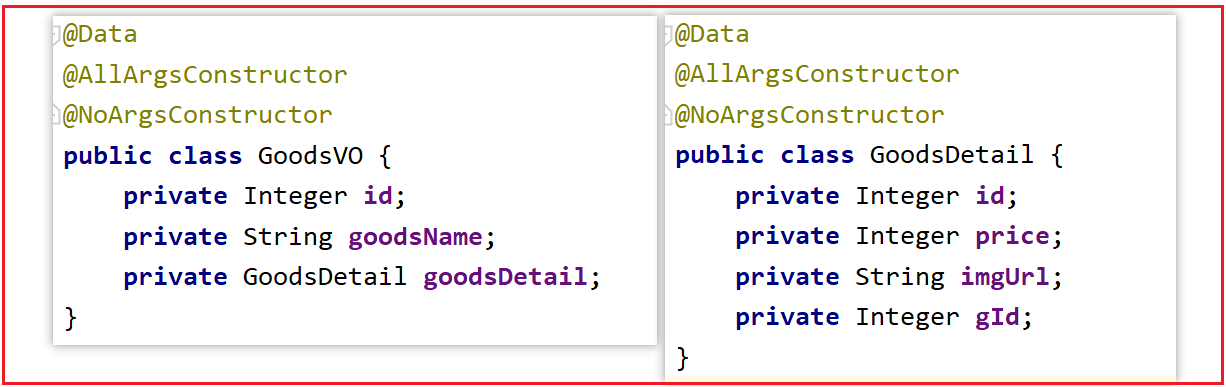 @Data
@AllArgsConstructor
@NoArgsConstructor
public class GoodsVO {
    private Integer id;
    private String goodsName;
    private GoodsDetail goodsDetail;
}
@Data
@AllArgsConstructor
@NoArgsConstructor
public class GoodsDetail {
    private Integer id;
    private Integer price;
    private String imgUrl;
    private Integer gId;
}